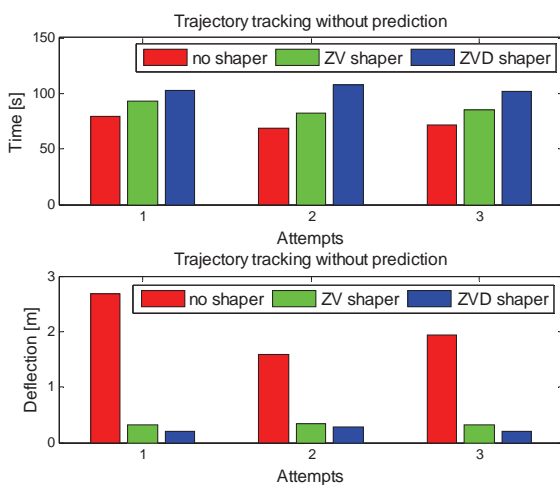 Trajectory tracking without prediction
150
no shaper ZV shaper ZVD shaper
100
50
0
Time [s]
1 2 3
Attempts
Trajectory tracking without prediction
3
no shaper ZV shaper ZVD shaper
2
1
0
Deflection [m]
1 2 3
Attempts